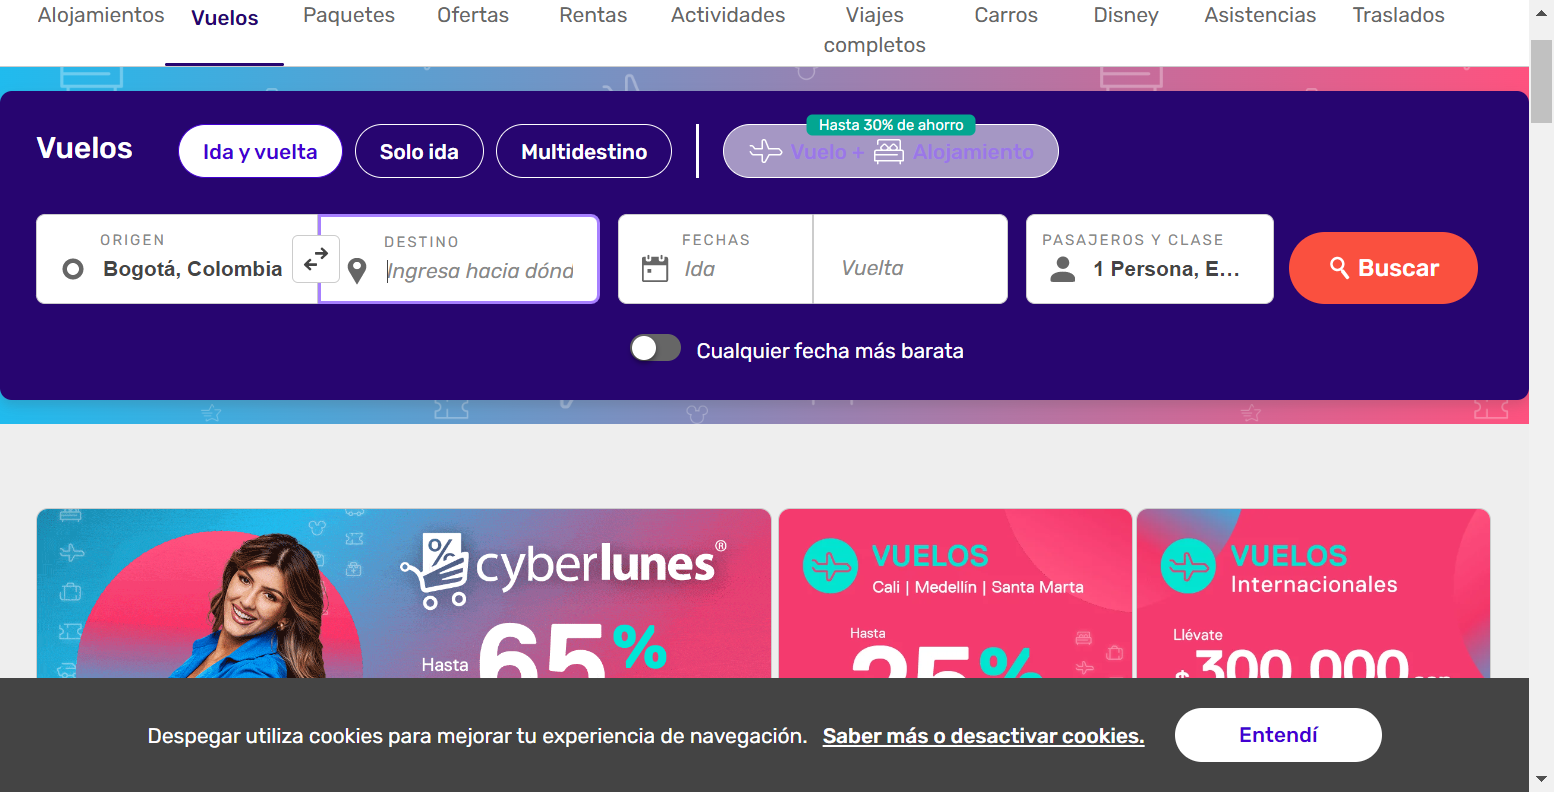 Alojamientos
Vuelos
Paquetes
Ofertas
Rentas
Actividades
Viajes
completos
Carros
Disney
Asistencias
Traslados
Vuelos
Ida y vuelta
Solo ida
Multidestino
Hasta 30% de ahorro
Vuelo + Alojamiento
ORIGEN
Bogotá, Colombia
DESTINO
Ingresa hacia dónd
FECHAS
Ida
Vuelta
PASAJEROS Y CLASE
1 Persona, E...
Buscar
Cualquier fecha más barata
% cyberlunes®
Hasta 65%
VUELOS
Cali | Medellín | Santa Marta
Hasta
25%
VUELOS
Internacionales
Llévate
$300.000
Despegar utiliza cookies para mejorar tu experiencia de navegación. Saber más o desactivar cookies.
Entendí